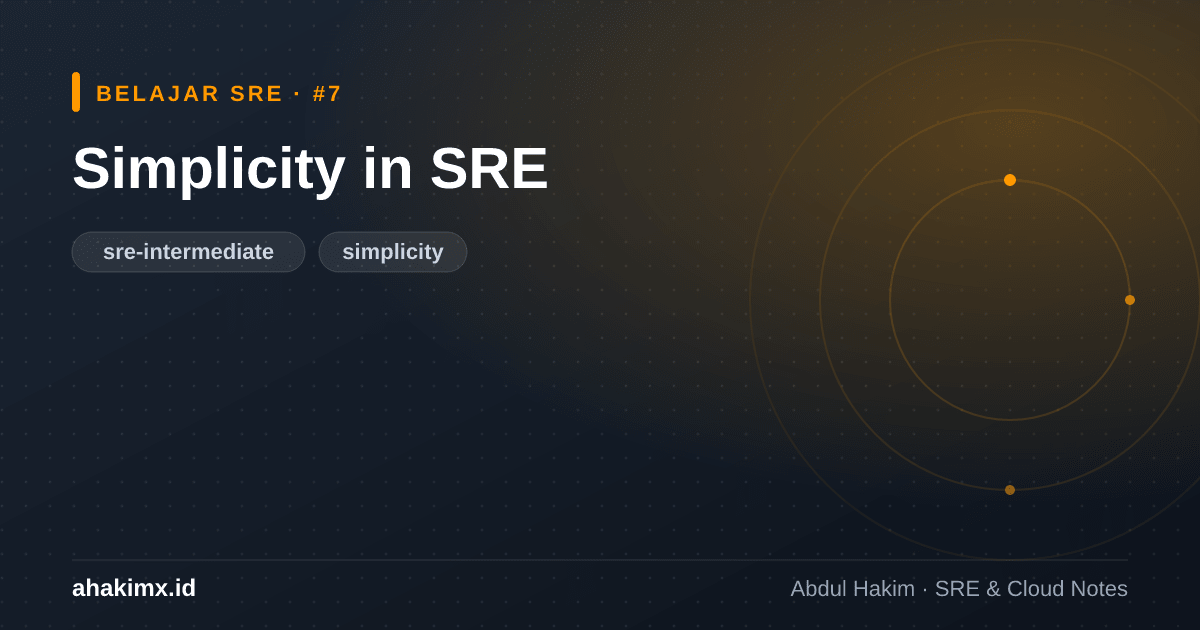 BELAJAR SRE · #7
Simplicity in SRE
sre-intermediate simplicity
ahakimx.id
Abdul Hakim · SRE & Cloud Notes